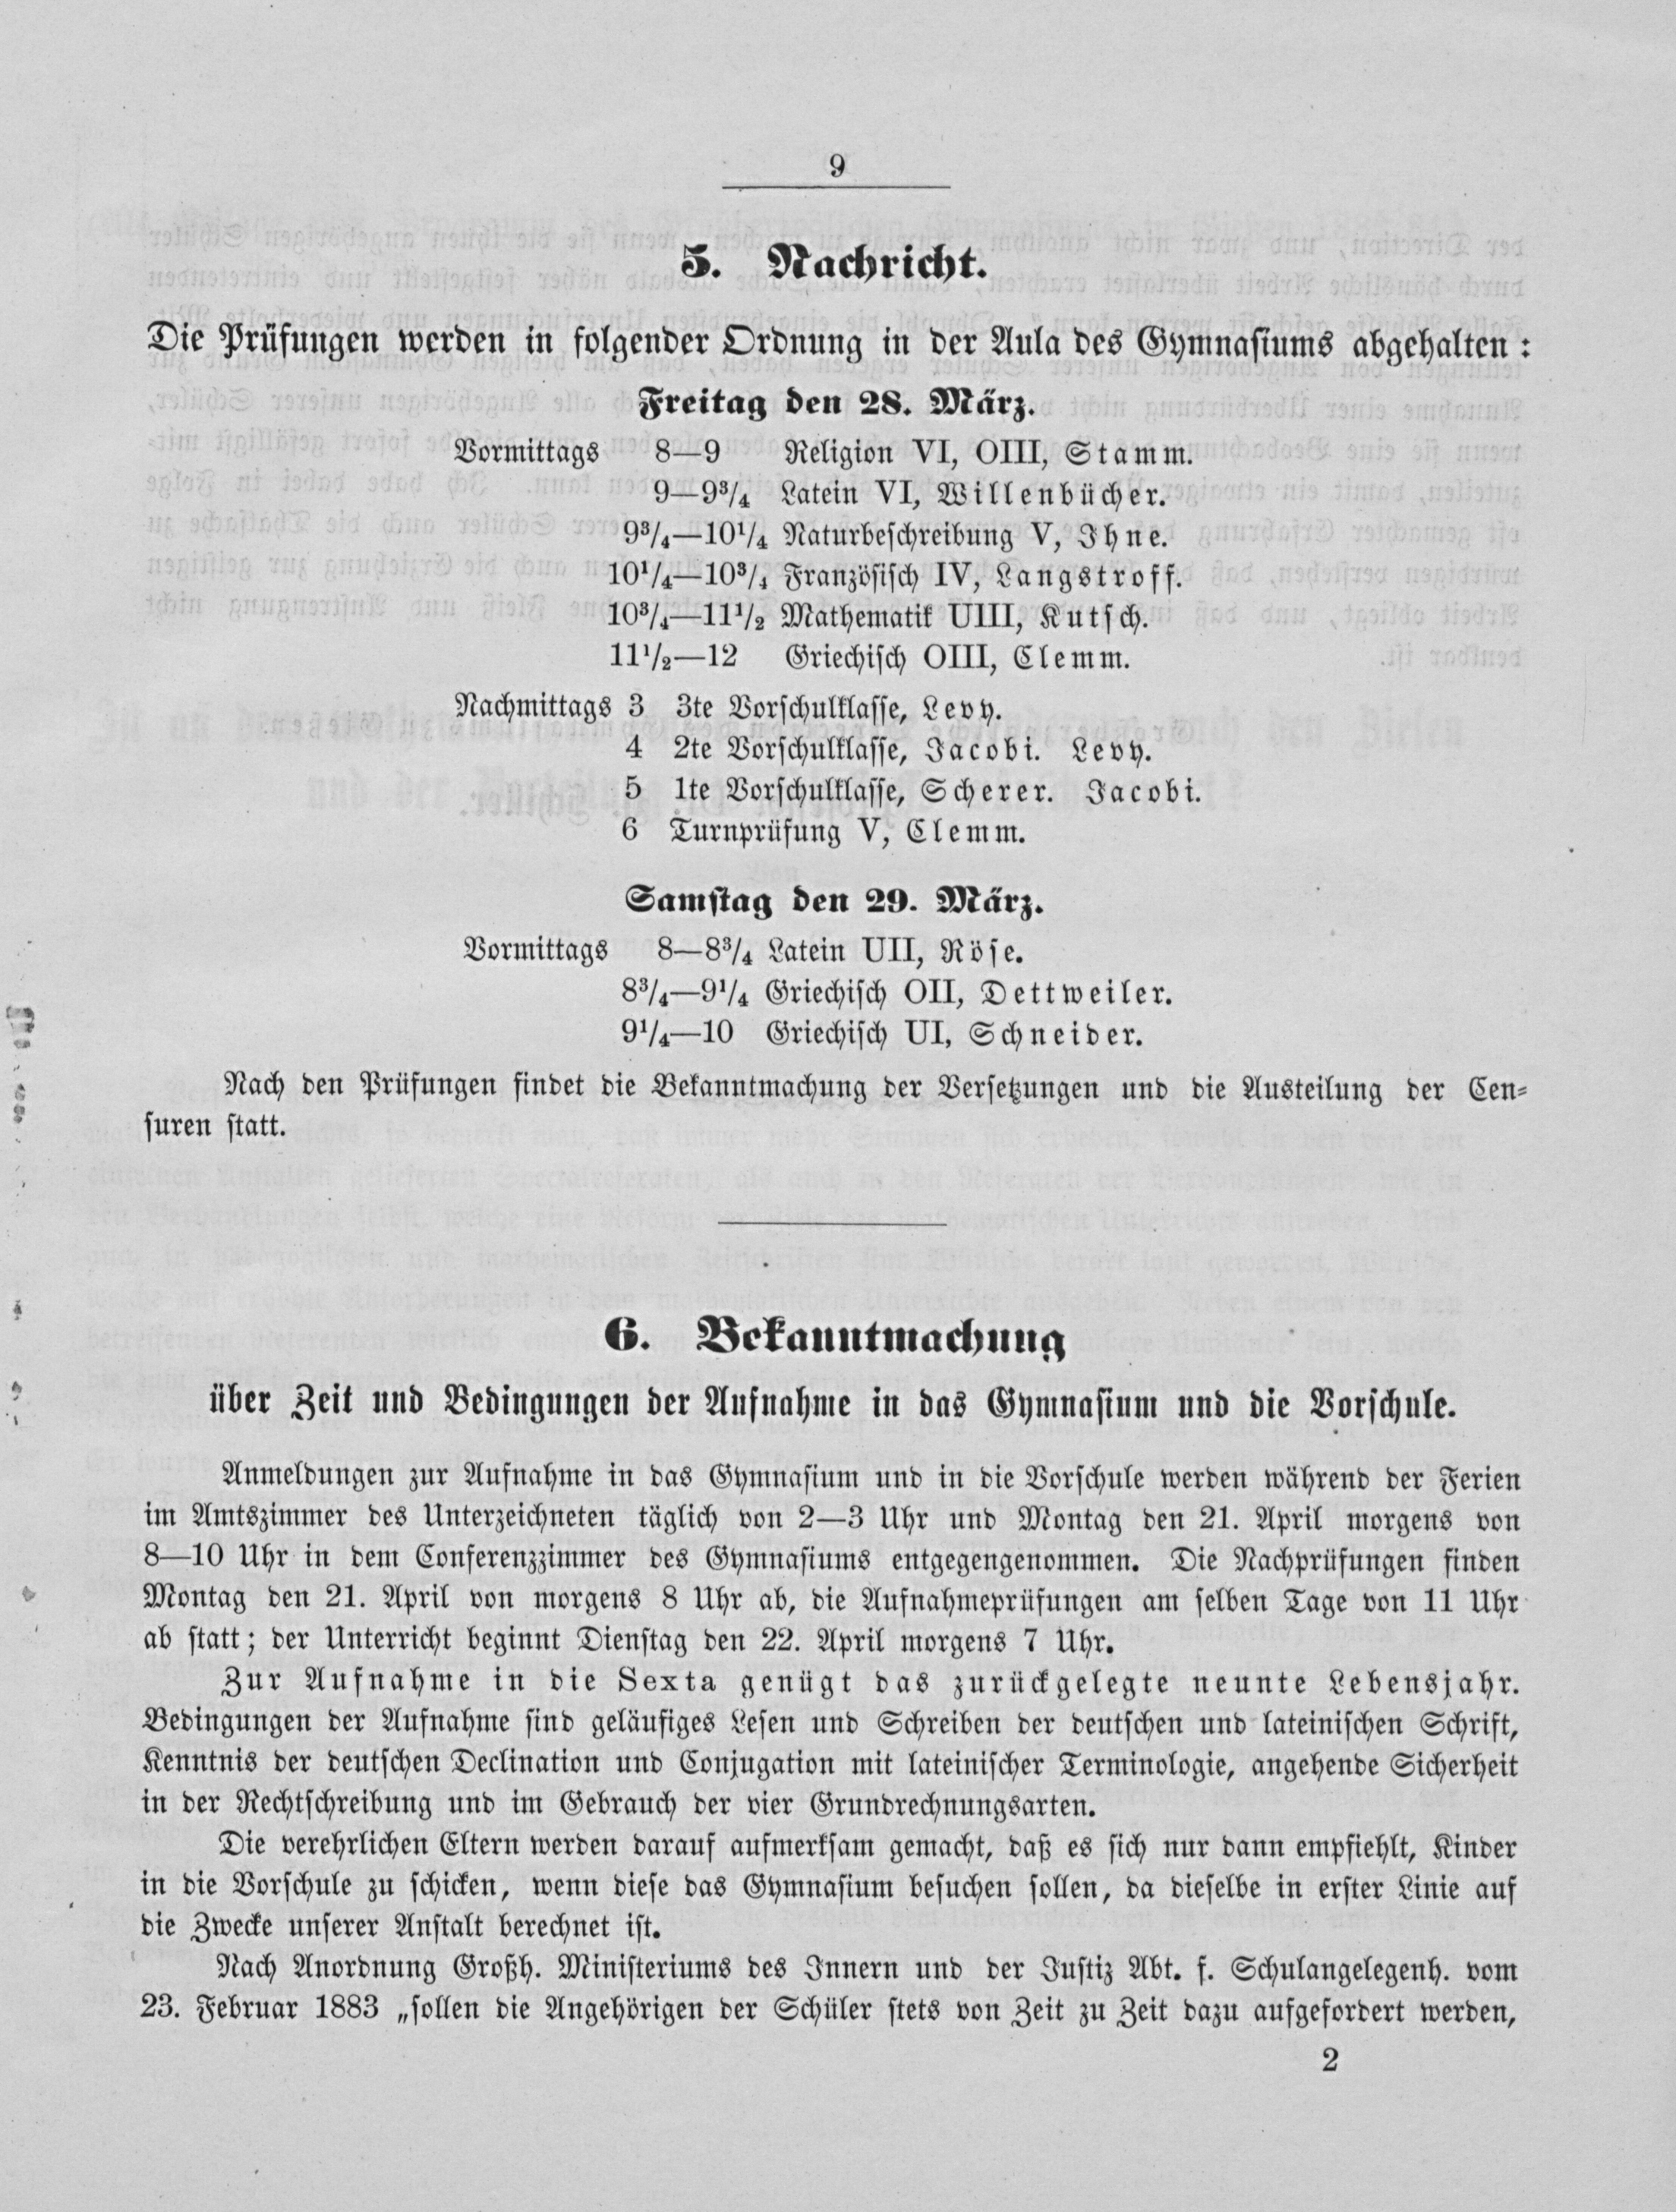 9
5. Nachricht.
Die Prüfungen werden in folgender Ordnung in der Aula des Gymnasiums abgehalten:
Freitag den 28. März.
Vormittags 8—9 Religion VI, OIII, Stamm.
9—9³/₄ Latein VI, Willenbücher.
9³/₄—10¹/₄ Naturbeschreibung V, Ihne.
10¹/₄—10³/₄ Französisch IV, Langstroff.
10³/₄—11¹/₂ Mathematik UIII, Kutsch.
11¹/₂—12 Griechisch OIII, Clemm.
Nachmittags 3 3te Vorschulklasse, Levy.
4 2te Vorschulklasse, Jacobi. Levy.
5 1te Vorschulklasse, Scherer. Jacobi.
6 Turnprüfung V, Clemm.
Samstag den 29. März.
Vormittags 8—8³/₄ Latein UII, Röse.
8³/₄—9¹/₄ Griechisch OII, Dettweiler.
9¹/₄—10 Griechisch UI, Schneider.
Nach den Prüfungen findet die Bekanntmachung der Versetzungen und die Austeilung der Cen-
suren statt.
6. Bekanntmachung
über Zeit und Bedingungen der Aufnahme in das Gymnasium und die Vorschule.
Anmeldungen zur Aufnahme in das Gymnasium und in die Vorschule werden während der Ferien
im Amtszimmer des Unterzeichneten täglich von 2—3 Uhr und Montag den 21. April morgens von
8—10 Uhr in dem Conferenzzimmer des Gymnasiums entgegengenommen. Die Nachprüfungen finden
Montag den 21. April von morgens 8 Uhr ab, die Aufnahmeprüfungen am selben Tage von 11 Uhr
ab statt; der Unterricht beginnt Dienstag den 22. April morgens 7 Uhr.
Zur Aufnahme in die Sexta genügt das zurückgelegte neunte Lebensjahr.
Bedingungen der Aufnahme sind geläufiges Lesen und Schreiben der deutschen und lateinischen Schrift,
Kenntnis der deutschen Declination und Conjugation mit lateinischer Terminologie, angehende Sicherheit
in der Rechtschreibung und im Gebrauch der vier Grundrechnungsarten.
Die verehrlichen Eltern werden darauf aufmerksam gemacht, daß es sich nur dann empfiehlt, Kinder
in die Vorschule zu schicken, wenn diese das Gymnasium besuchen sollen, da dieselbe in erster Linie auf
die Zwecke unserer Anstalt berechnet ist.
Nach Anordnung Großh. Ministeriums des Innern und der Justiz Abt. f. Schulangelegenh. vom
23. Februar 1883 „sollen die Angehörigen der Schüler stets von Zeit zu Zeit dazu aufgefordert werden,
2